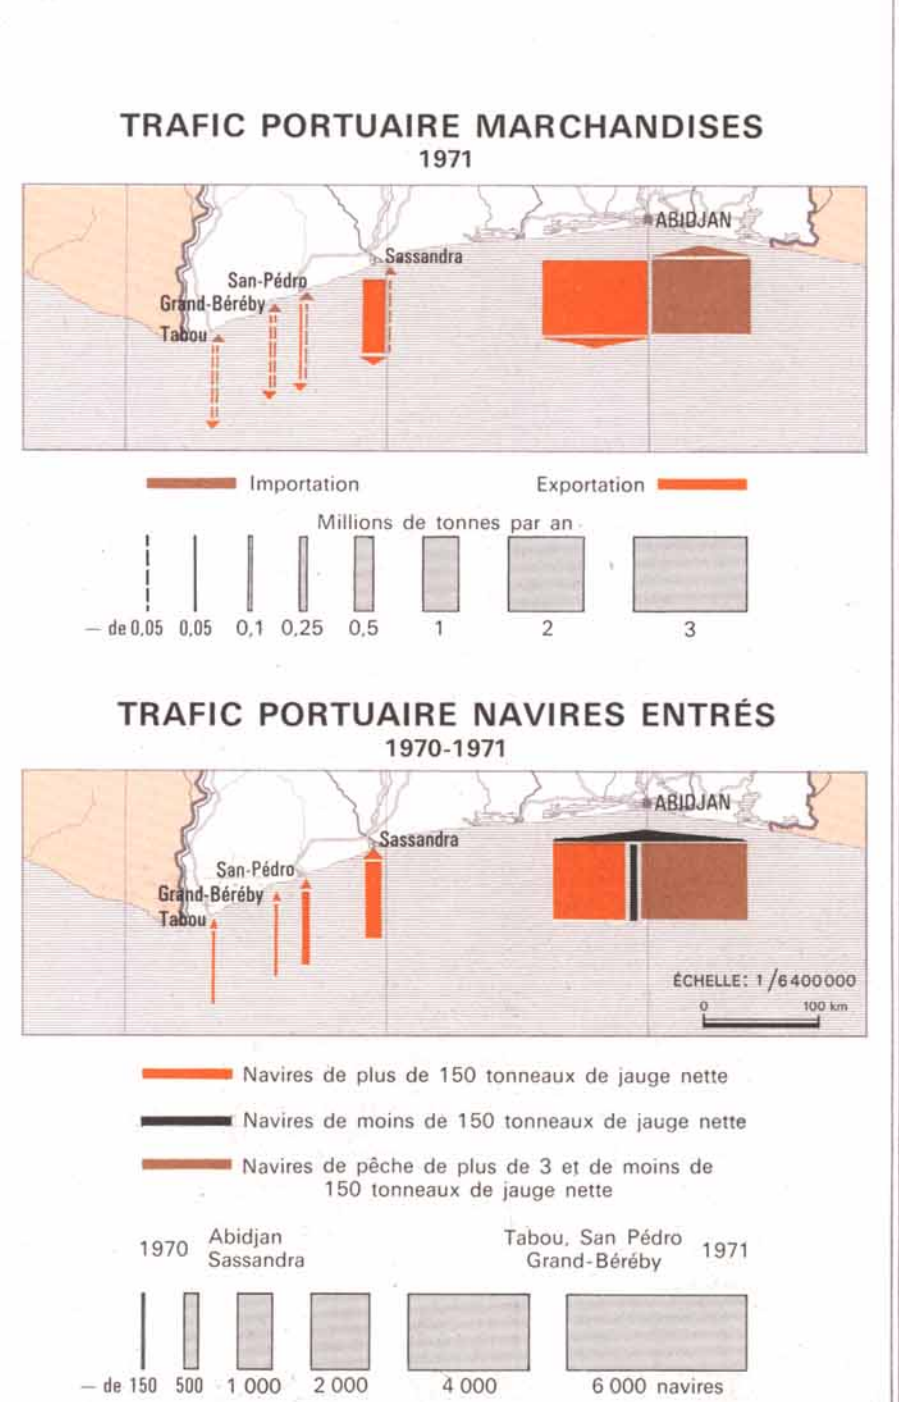 TRAFIC PORTUAIRE MARCHANDISES
1971
ABIDJAN
Sassandra
San-Pédro
Grand-Béréby
Tabou
Importation
Exportation
Millions de tonnes par an
— de 0,05 0,05 0,1 0,25 0,5 1 2 3
TRAFIC PORTUAIRE NAVIRES ENTRÉS
1970-1971
ABIDJAN
Sassandra
San-Pédro
Grand-Béréby
Tabou
ÉCHELLE: 1/6400000
0 100 km
Navires de plus de 150 tonneaux de jauge nette
Navires de moins de 150 tonneaux de jauge nette
Navires de pêche de plus de 3 et de moins de
150 tonneaux de jauge nette
1970 Abidjan
Sassandra
Tabou, San Pédro
Grand-Béréby 1971
— de 150 500 1 000 2 000 4 000 6 000 navires